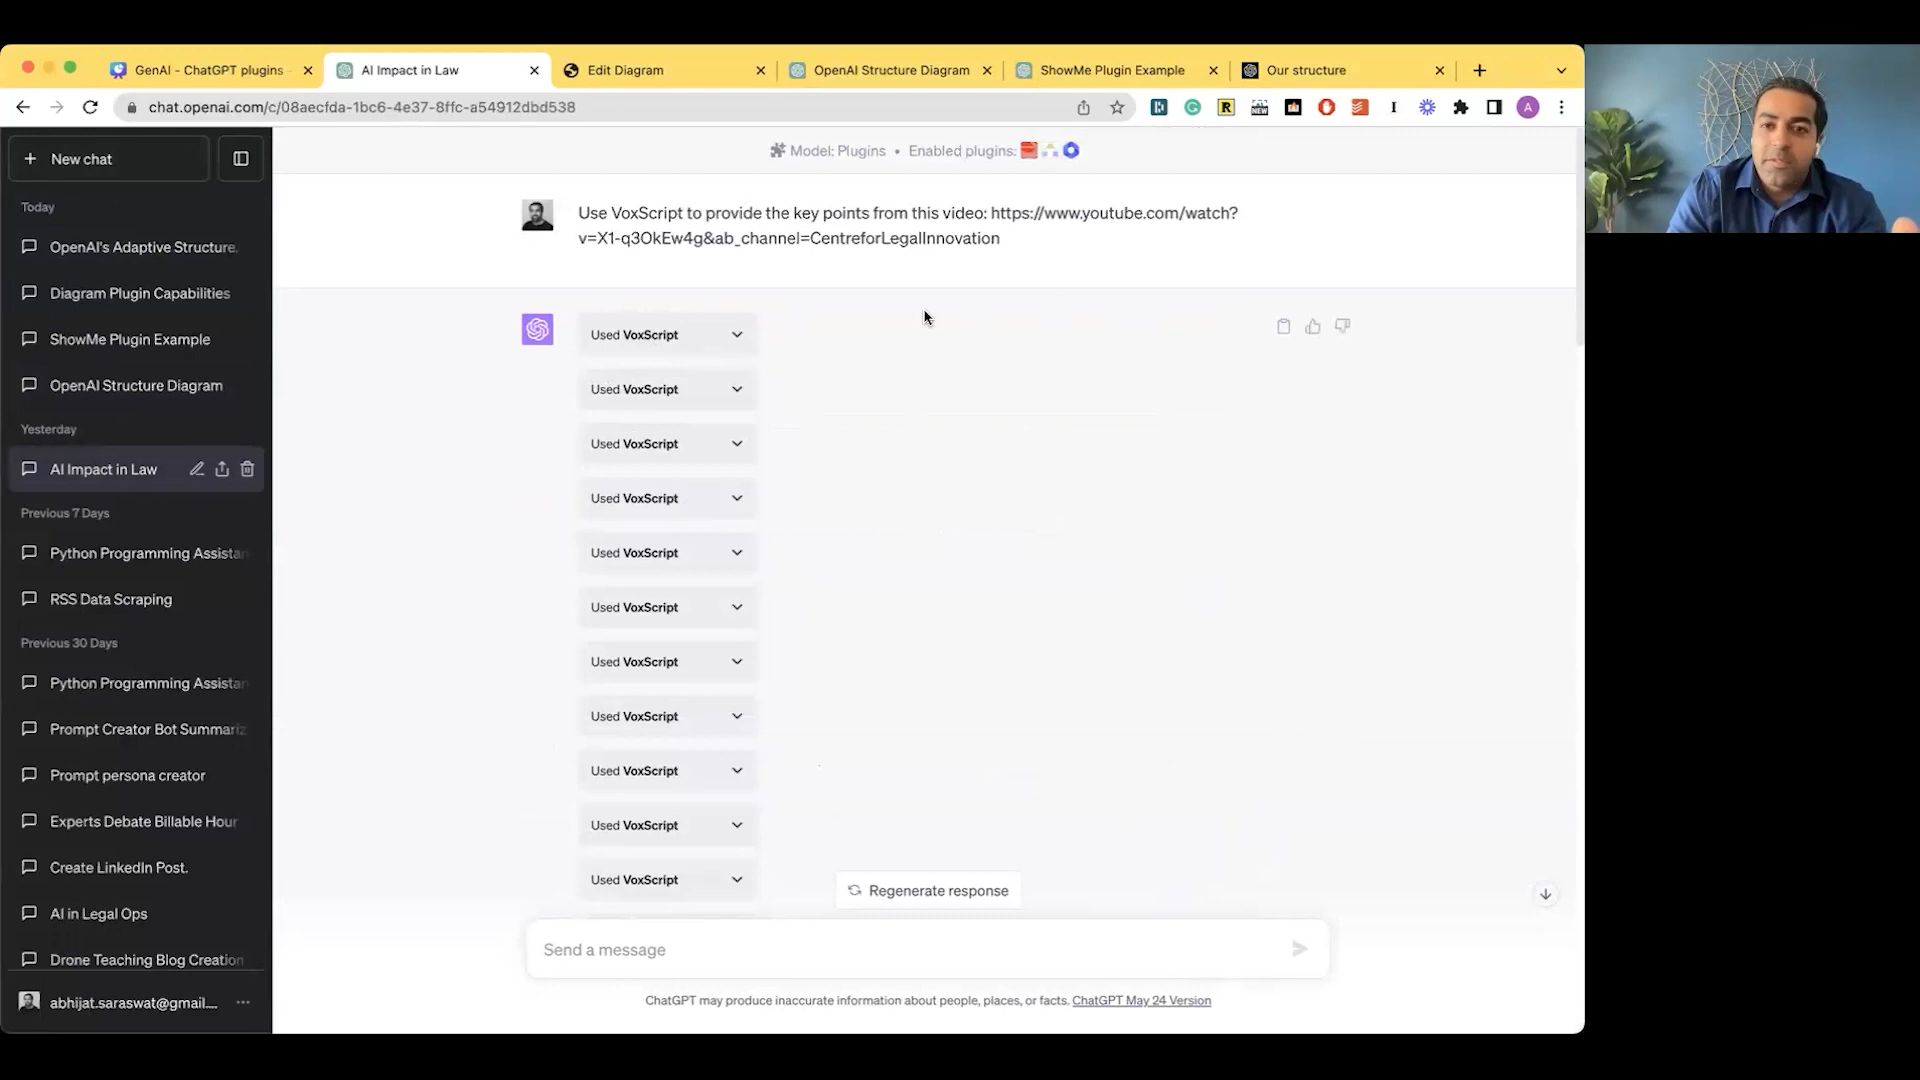 GenAI - ChatGPT plugins
AI Impact in Law
Edit Diagram
OpenAI Structure Diagram
ShowMe Plugin Example
Our structure
chat.openai.com/c/08aecfda-1bc6-4e37-8ffc-a54912dbd538
R
NEW
I
A
New chat
Today
OpenAI's Adaptive Structure.
Diagram Plugin Capabilities
ShowMe Plugin Example
OpenAI Structure Diagram
Yesterday
AI Impact in Law
Previous 7 Days
Python Programming Assistan
RSS Data Scraping
Previous 30 Days
Python Programming Assistan
Prompt Creator Bot Summariz
Prompt persona creator
Experts Debate Billable Hour
Create LinkedIn Post.
AI in Legal Ops
Drone Teaching Blog Creation
abhijat.saraswat@gmail....
Model: Plugins • Enabled plugins:
Use VoxScript to provide the key points from this video: https://www.youtube.com/watch?
v=X1-q3OkEw4g&ab_channel=CentreforLegalInnovation
Used VoxScript
Used VoxScript
Used VoxScript
Used VoxScript
Used VoxScript
Used VoxScript
Used VoxScript
Used VoxScript
Used VoxScript
Used VoxScript
Used VoxScript
Regenerate response
Send a message
ChatGPT may produce inaccurate information about people, places, or facts. ChatGPT May 24 Version